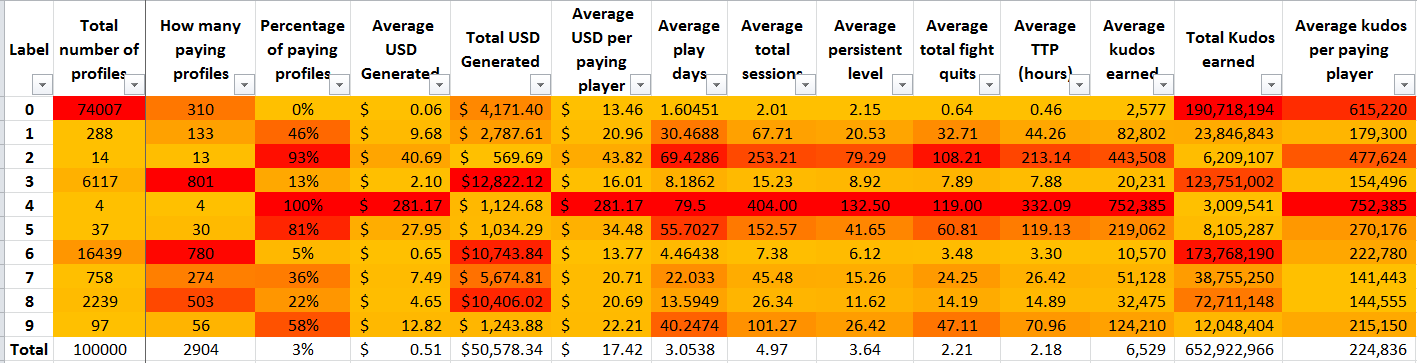 Label Total number of profiles How many paying profiles Percentage of paying profiles Average USD Generated Total USD Generated Average USD per paying player Average play days Average total sessions Average persistent level Average total fight quits Average TTP (hours) Average kudos earned Total Kudos earned Average kudos per paying player
0 74007 310 0% $ 0.06 $ 4,171.40 $ 13.46 1.60451 2.01 2.15 0.64 0.46 2,577 190,718,194 615,220
1 288 133 46% $ 9.68 $ 2,787.61 $ 20.96 30.4688 67.71 20.53 32.71 44.26 82,802 23,846,843 179,300
2 14 13 93% $ 40.69 $ 569.69 $ 43.82 69.4286 253.21 79.29 108.21 213.14 443,508 6,209,107 477,624
3 6117 801 13% $ 2.10 $12,822.12 $ 16.01 8.1862 15.23 8.92 7.89 7.88 20,231 123,751,002 154,496
4 4 4 100% $ 281.17 $ 1,124.68 $ 281.17 79.5 404.00 132.50 119.00 332.09 752,385 3,009,541 752,385
5 37 30 81% $ 27.95 $ 1,034.29 $ 34.48 55.7027 152.57 41.65 60.81 119.13 219,062 8,105,287 270,176
6 16439 780 5% $ 0.65 $10,743.84 $ 13.77 4.46438 7.38 6.12 3.48 3.30 10,570 173,768,190 222,780
7 758 274 36% $ 7.49 $ 5,674.81 $ 20.71 22.033 45.48 15.26 24.25 26.42 51,128 38,755,250 141,443
8 2239 503 22% $ 4.65 $10,406.02 $ 20.69 13.5949 26.34 11.62 14.19 14.89 32,475 72,711,148 144,555
9 97 56 58% $ 12.82 $ 1,243.88 $ 22.21 40.2474 101.27 26.42 47.11 70.96 124,210 12,048,404 215,150
Total 100000 2904 3% $ 0.51 $50,578.34 $ 17.42 3.0538 4.97 3.64 2.21 2.18 6,529 652,922,966 224,836